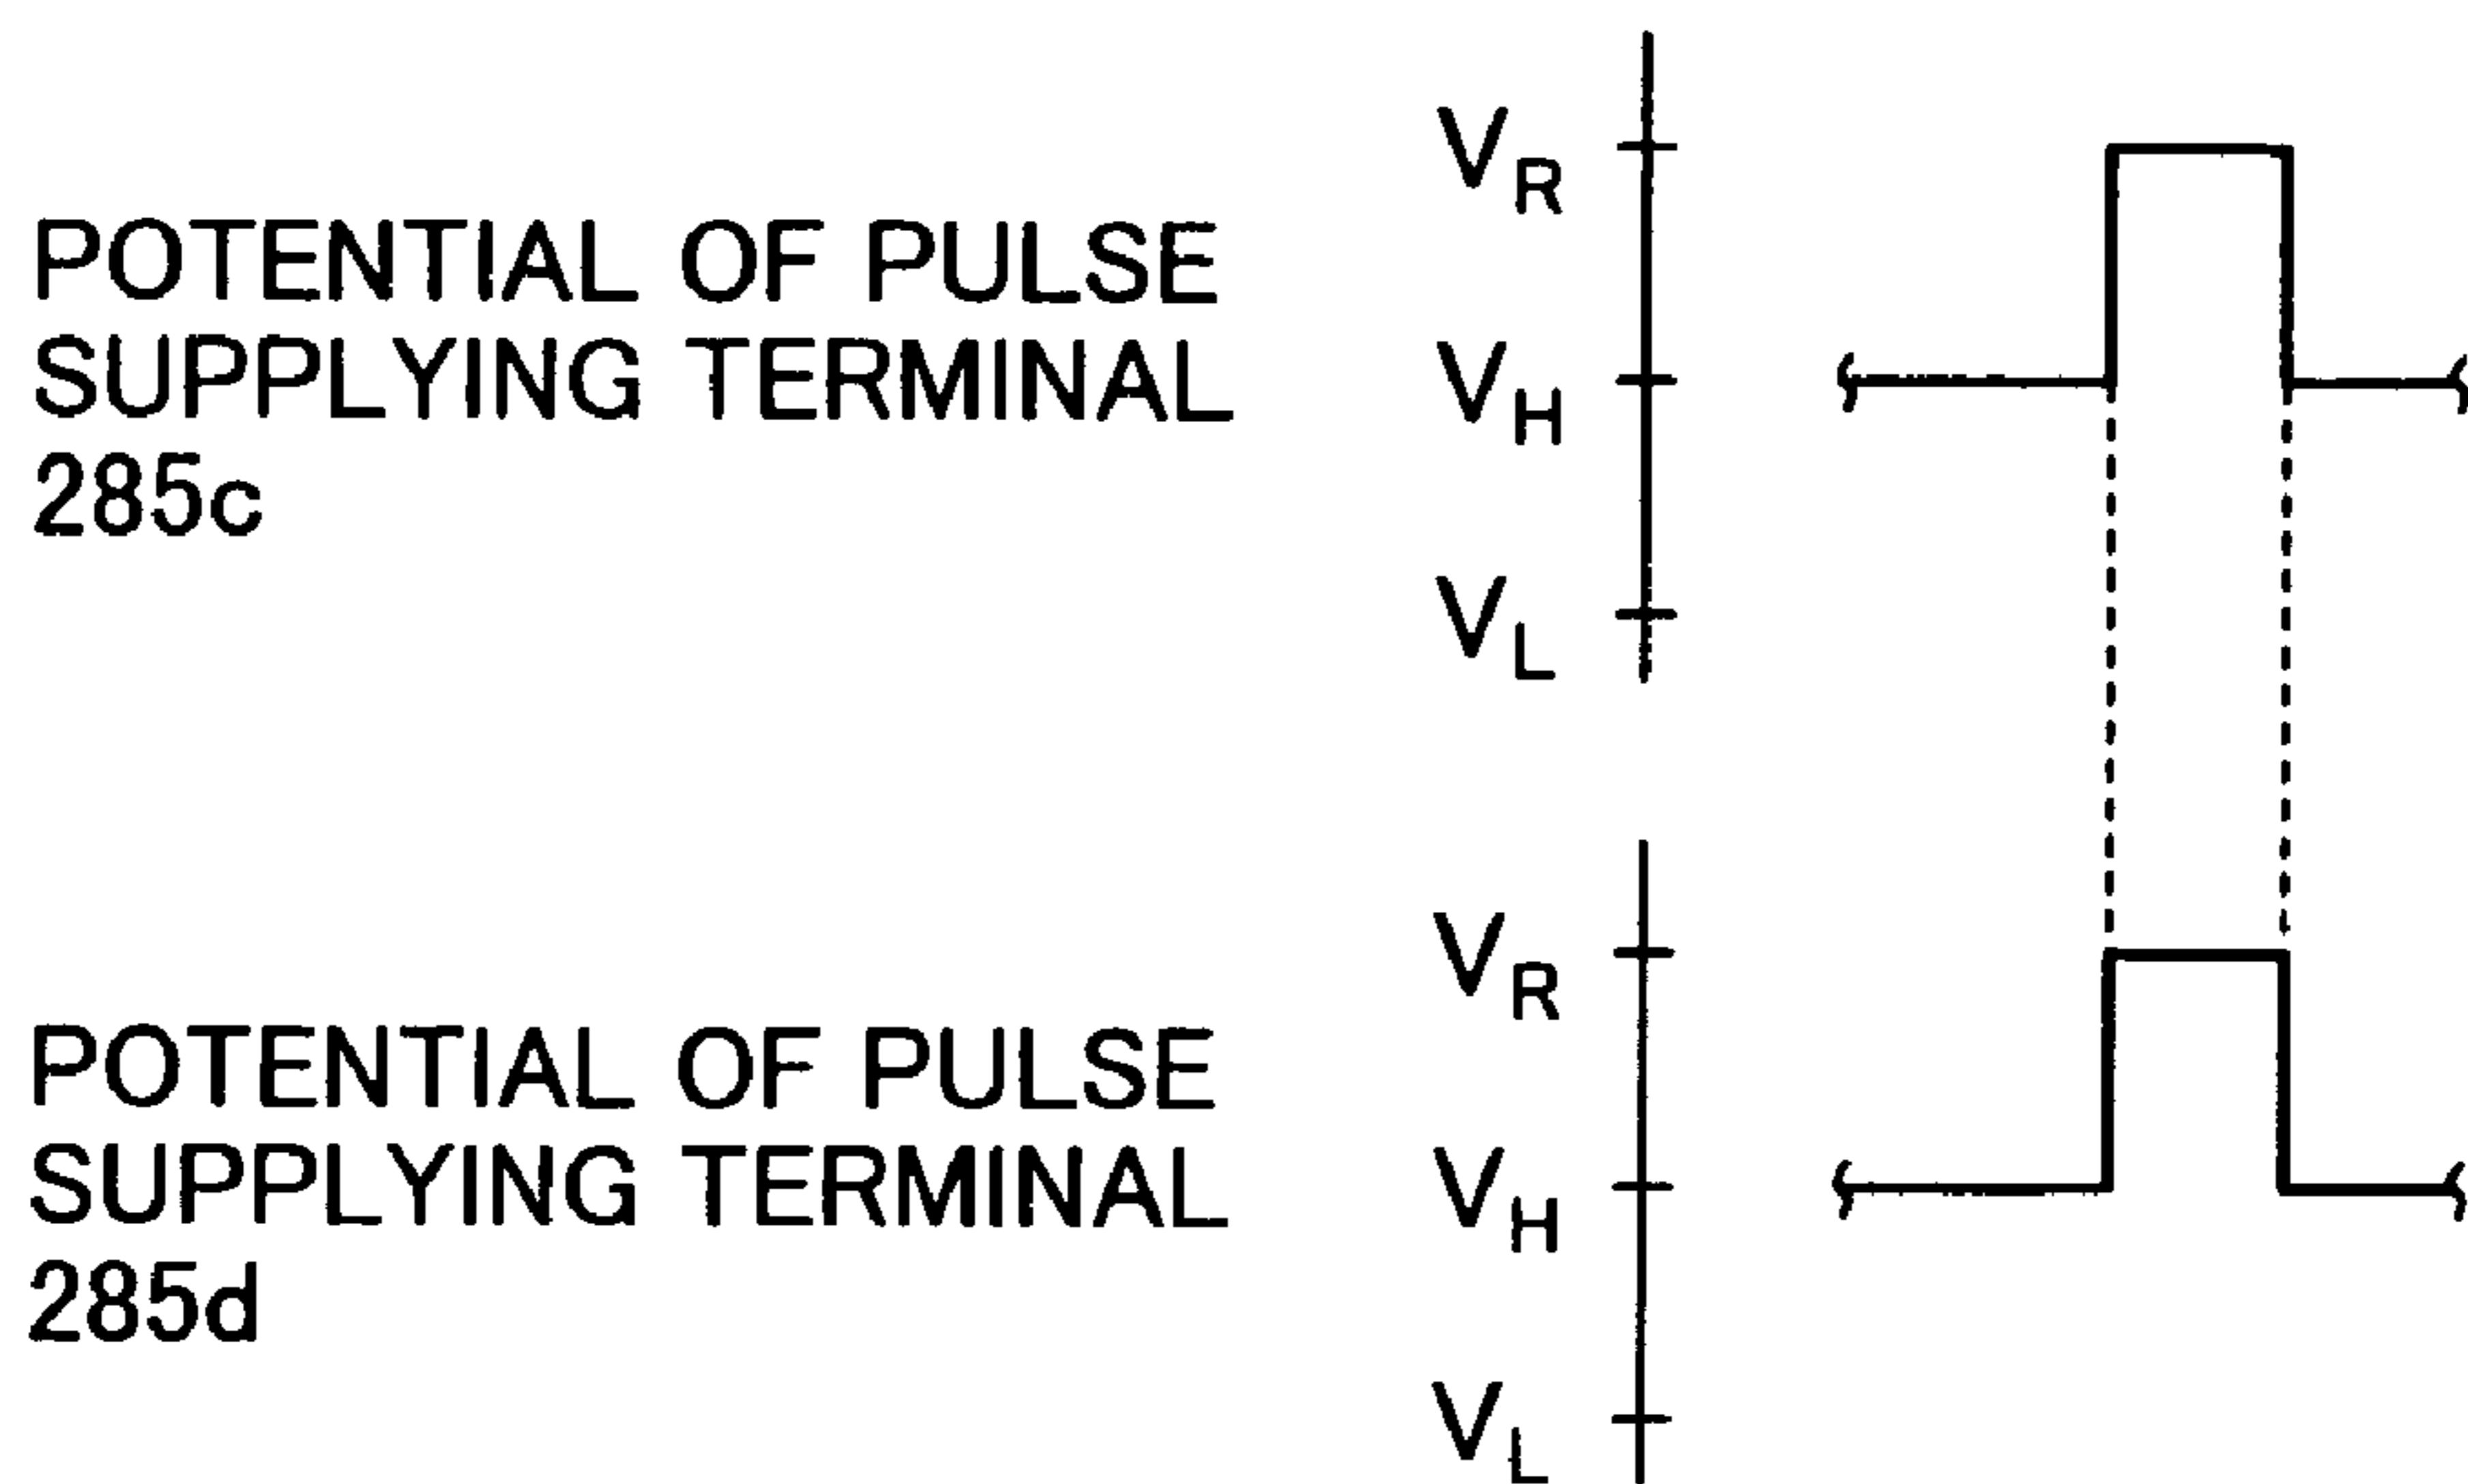 POTENTIAL OF PULSE
SUPPLYING TERMINAL
285c
V_R
V_H
V_L
POTENTIAL OF PULSE
SUPPLYING TERMINAL
285d
V_R
V_H
V_L